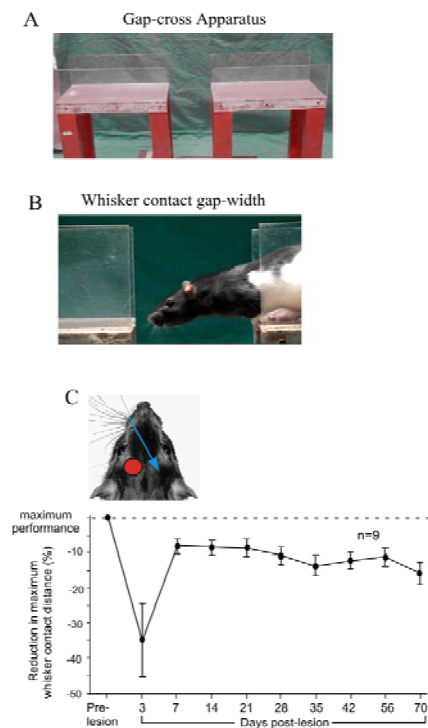 A
Gap-cross Apparatus
B
Whisker contact gap-width
C
maximum
performance
n=9
Reduction in maximum
whisker contact distance (%)
-10
-20
-30
-40
-50
Pre-
lesion
3
7
14
21
28
35
42
56
70
Days post-lesion